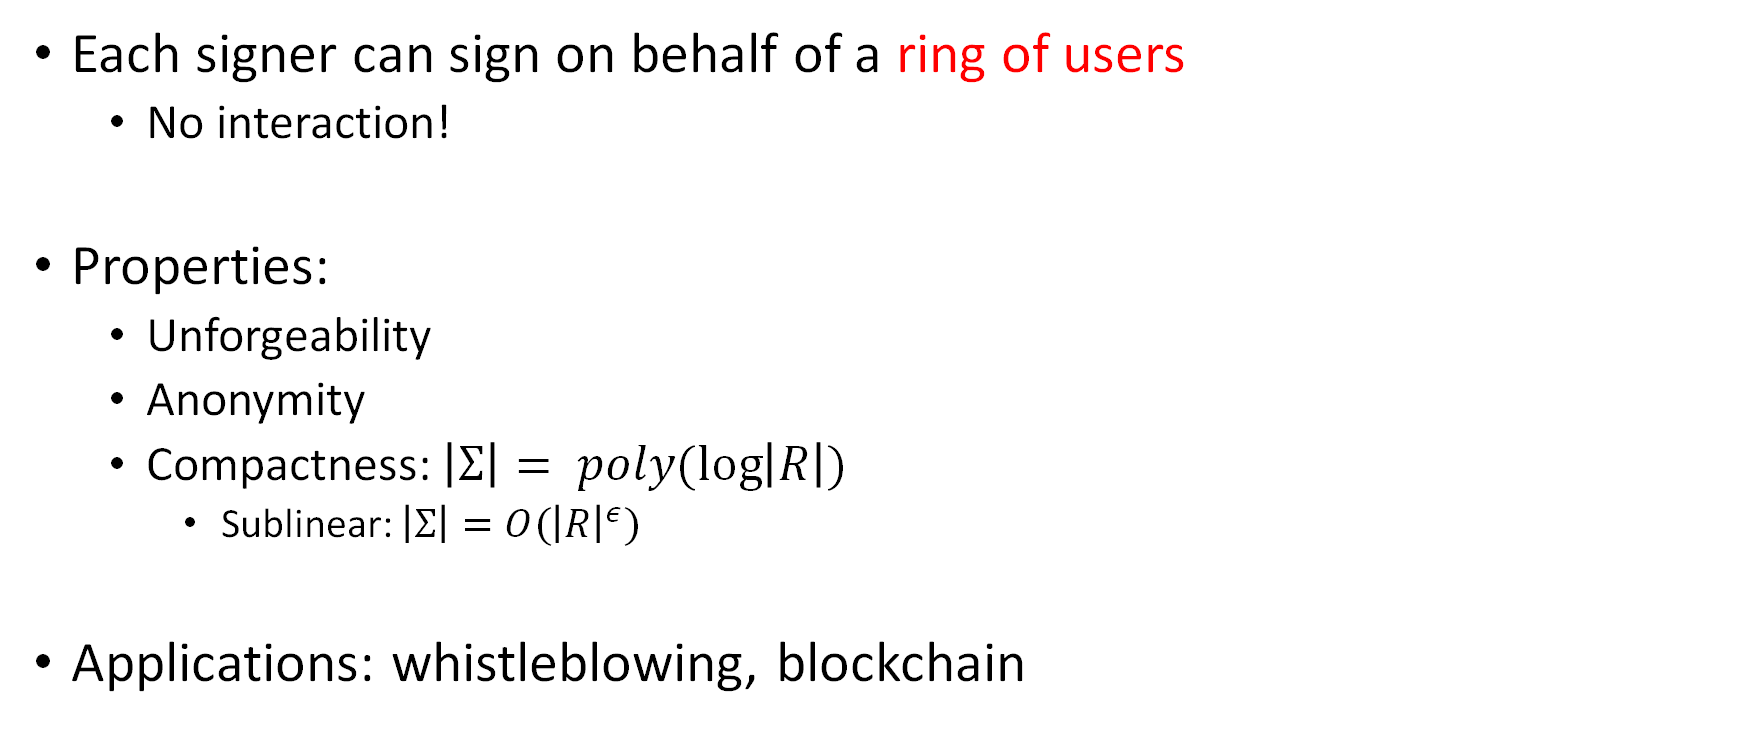 • Each signer can sign on behalf of a ring of users
• No interaction!
• Properties:
• Unforgeability
• Anonymity
• Compactness: |Σ| = poly(log|R|)
• Sublinear: |Σ| = O(|R|^ϵ)
• Applications: whistleblowing, blockchain